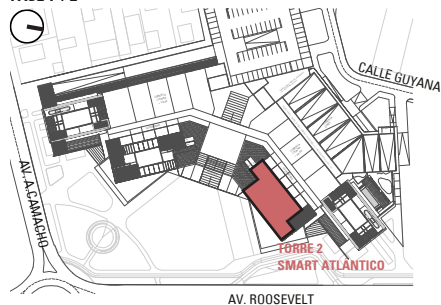 CALLE GUYANA
AV. A.CAMACHO
TORRE 2
SMART ATLÁNTICO
AV. ROOSEVELT